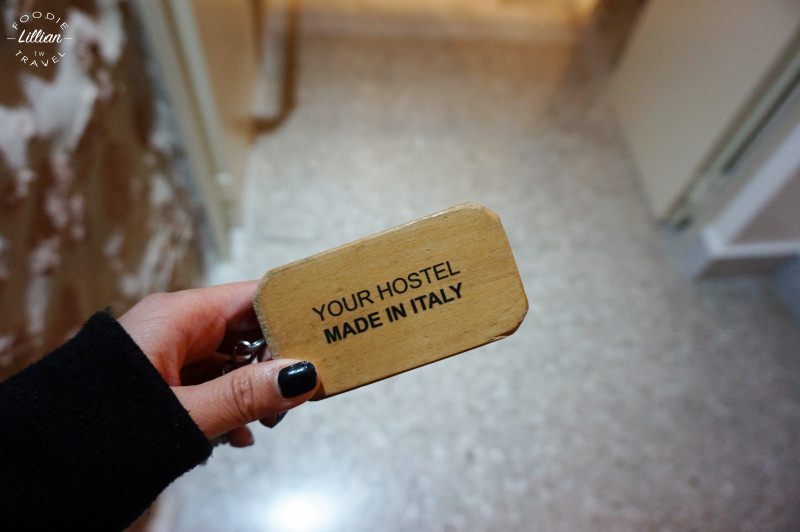 FOODIE
Lillian
TW
TRAVEL
YOUR HOSTEL
MADE IN ITALY